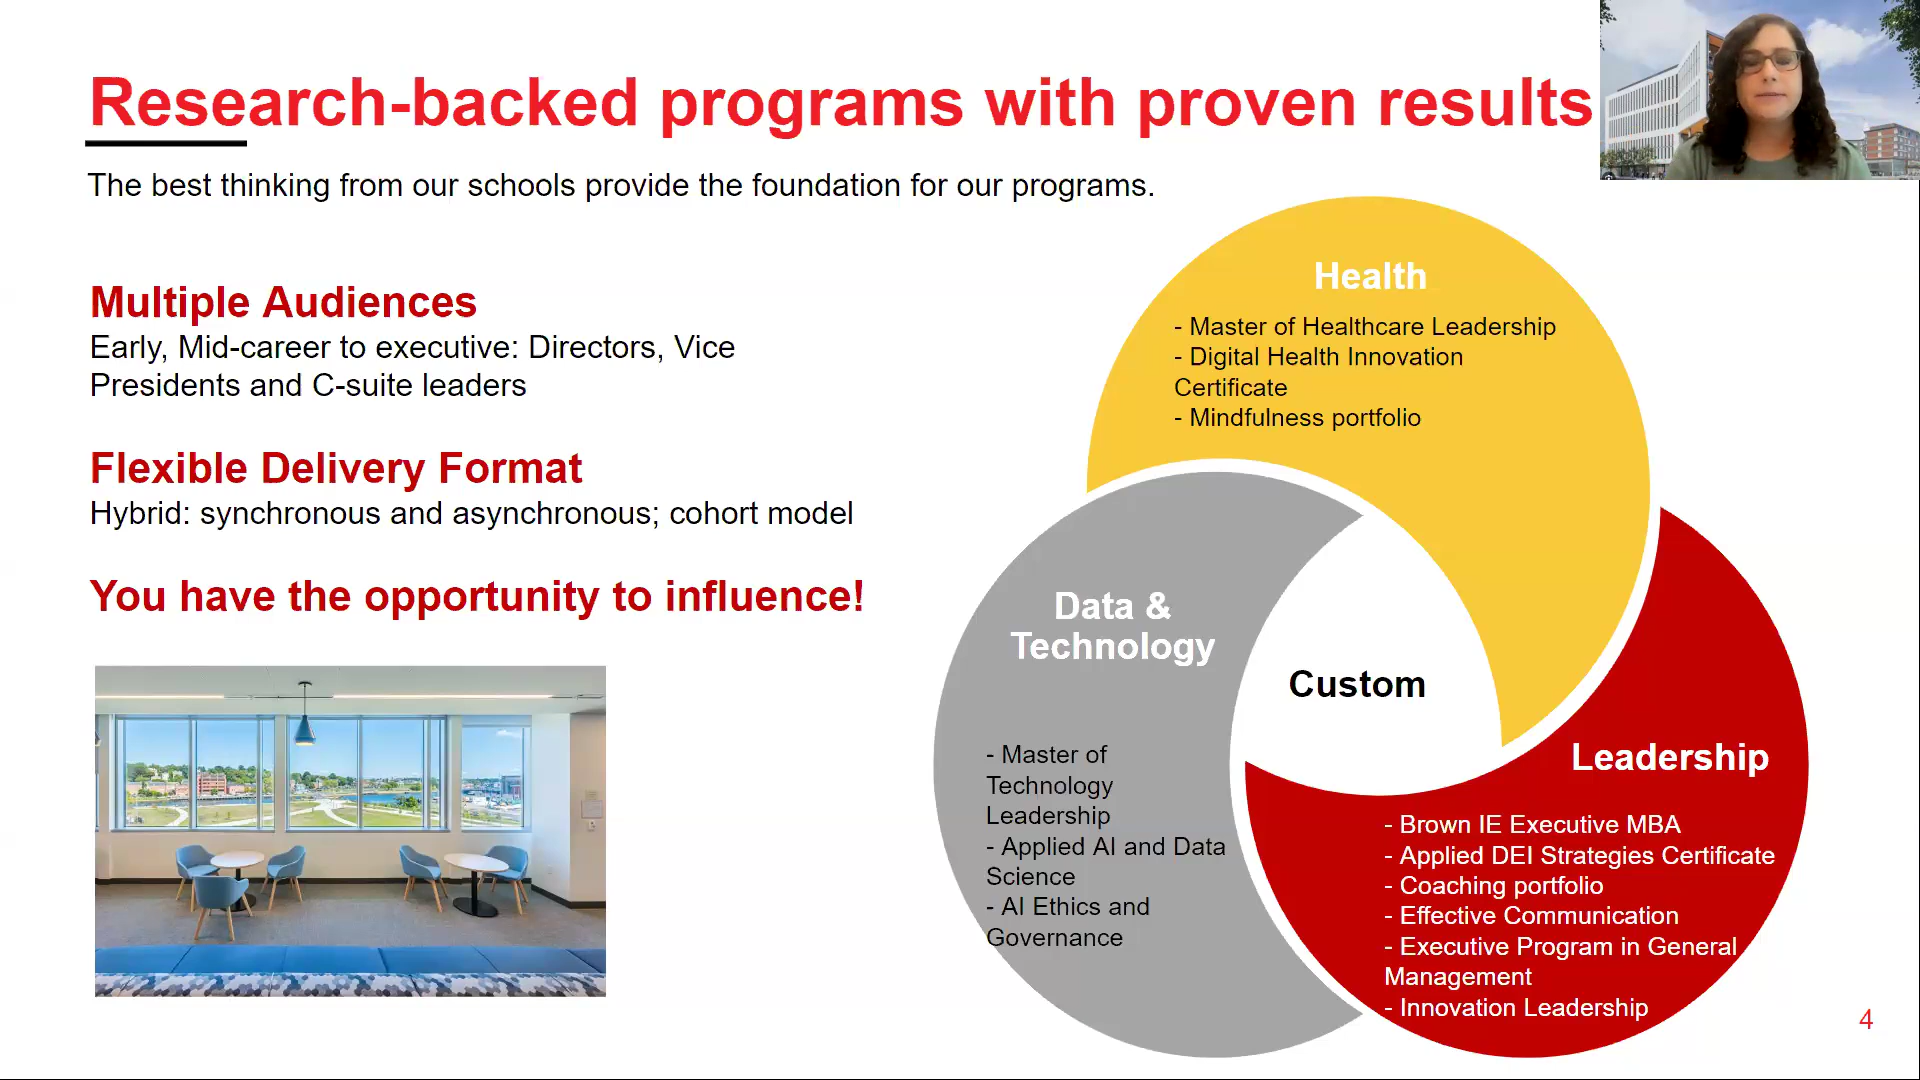 Research-backed programs with proven results
The best thinking from our schools provide the foundation for our programs.
Multiple Audiences
Early, Mid-career to executive: Directors, Vice
Presidents and C-suite leaders
Flexible Delivery Format
Hybrid: synchronous and asynchronous; cohort model
You have the opportunity to influence!
Health
- Master of Healthcare Leadership
- Digital Health Innovation
Certificate
- Mindfulness portfolio
Data &
Technology
- Master of
Technology
Leadership
- Applied AI and Data
Science
- AI Ethics and
Governance
Custom
Leadership
- Brown IE Executive MBA
- Applied DEI Strategies Certificate
- Coaching portfolio
- Effective Communication
- Executive Program in General
Management
- Innovation Leadership
4